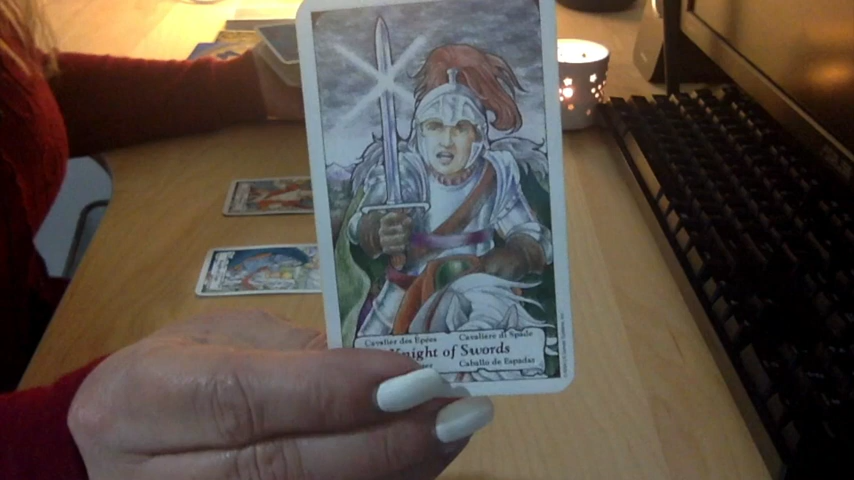 Cavalier des Épées Cavaliere di Spade
Knight of Swords
Caballo de Espadas